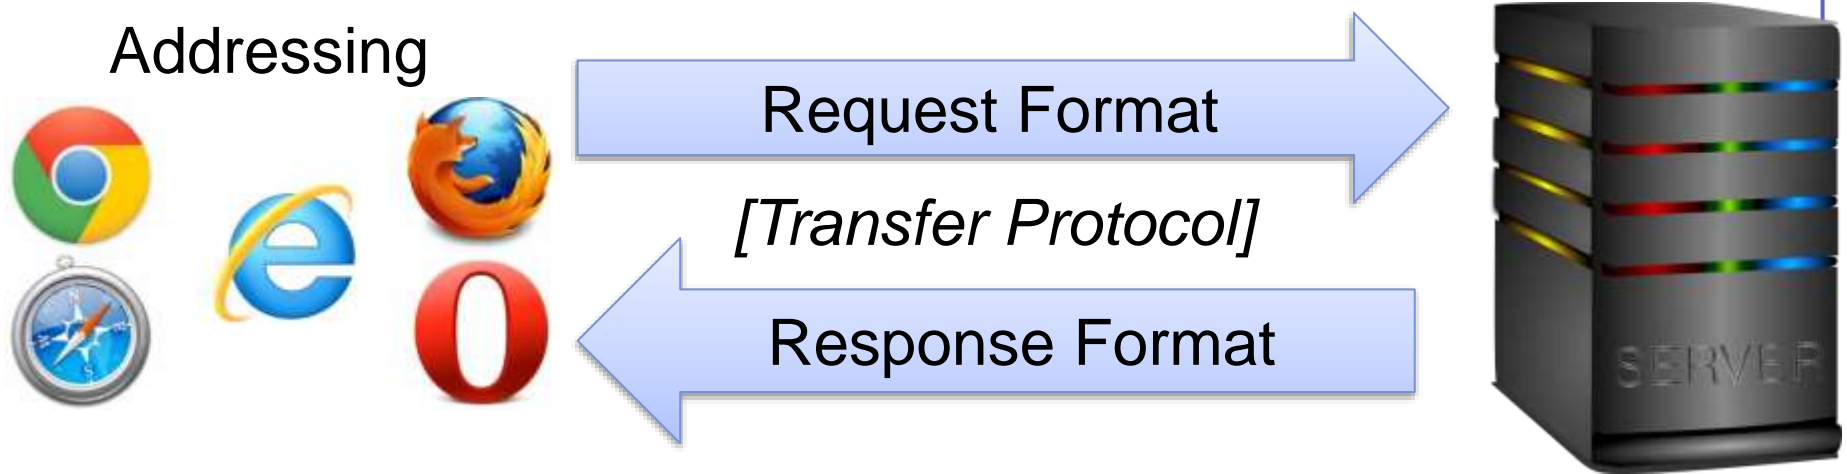 Addressing
Request Format
[Transfer Protocol]
Response Format
SERVER